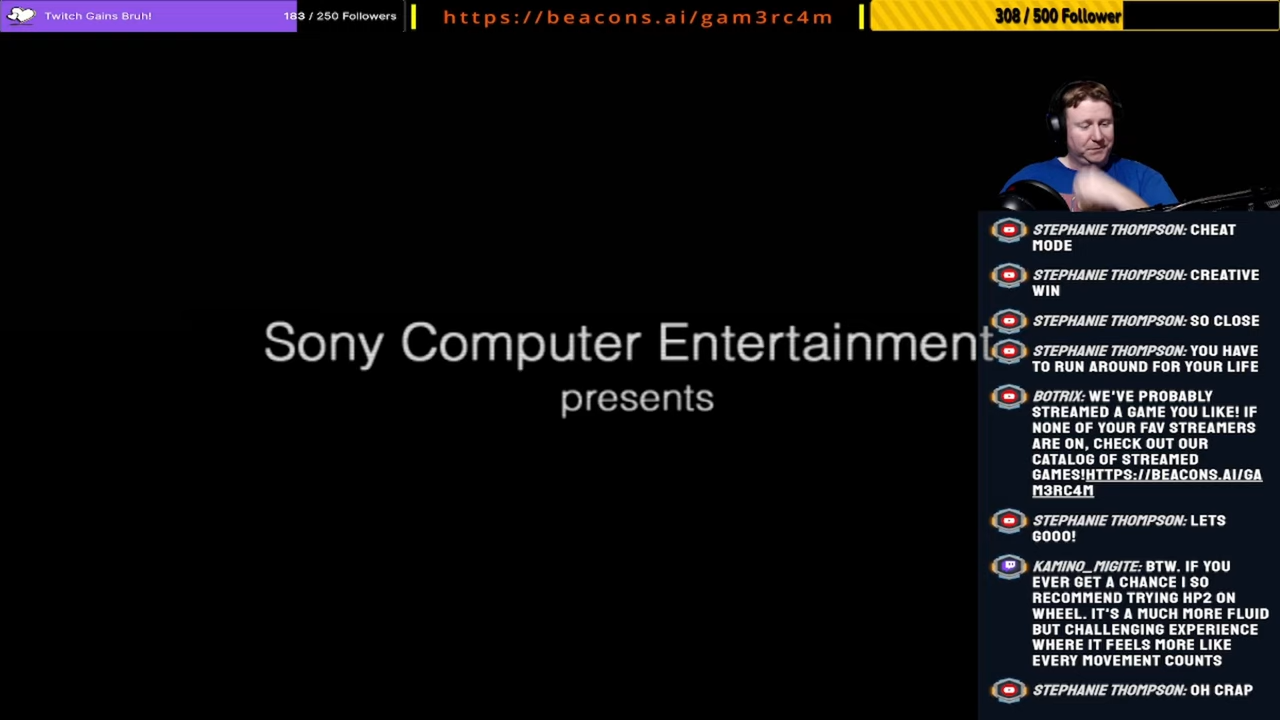 Twitch Gains Bruh!
183 / 250 Followers
https://beacons.ai/gam3rc4m
308 / 500 Follower
Sony Computer Entertainment
presents
STEPHANIE THOMPSON: CHEAT
MODE
STEPHANIE THOMPSON: CREATIVE
WIN
STEPHANIE THOMPSON: SO CLOSE
STEPHANIE THOMPSON: YOU HAVE
TO RUN AROUND FOR YOUR LIFE
BOTRIX: WE'VE PROBABLY
STREAMED A GAME YOU LIKE! IF
NONE OF YOUR FAV STREAMERS
ARE ON, CHECK OUT OUR
CATALOG OF STREAMED
GAMES!HTTPS://BEACONS.AI/GA
M3RC4M
STEPHANIE THOMPSON: LETS
GOOO!
KAMINO_MIGITE: BTW. IF YOU
EVER GET A CHANCE I SO
RECOMMEND TRYING HP2 ON
WHEEL. IT'S A MUCH MORE FLUID
BUT CHALLENGING EXPERIENCE
WHERE IT FEELS MORE LIKE
EVERY MOVEMENT COUNTS
STEPHANIE THOMPSON: OH CRAP